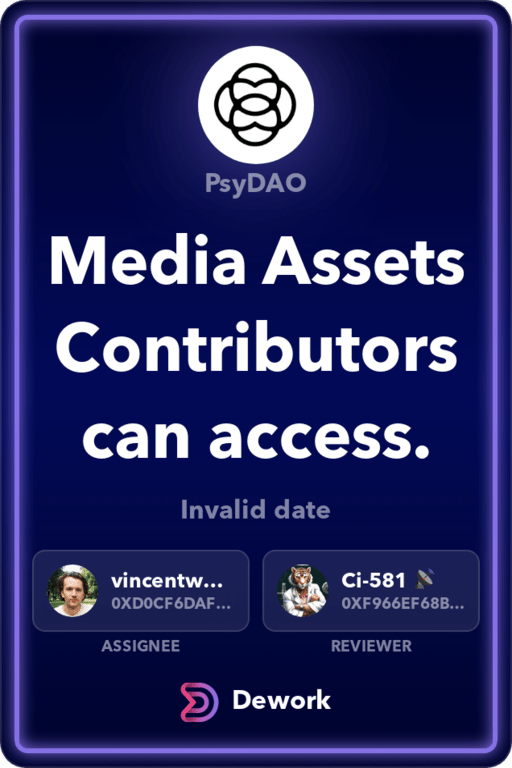 PsyDAO
Media Assets
Contributors
can access.
Invalid date
vincentw...
0XD0CF6DAF...
ASSIGNEE
Ci-581 📡
0XF966EF68B...
REVIEWER
Dework